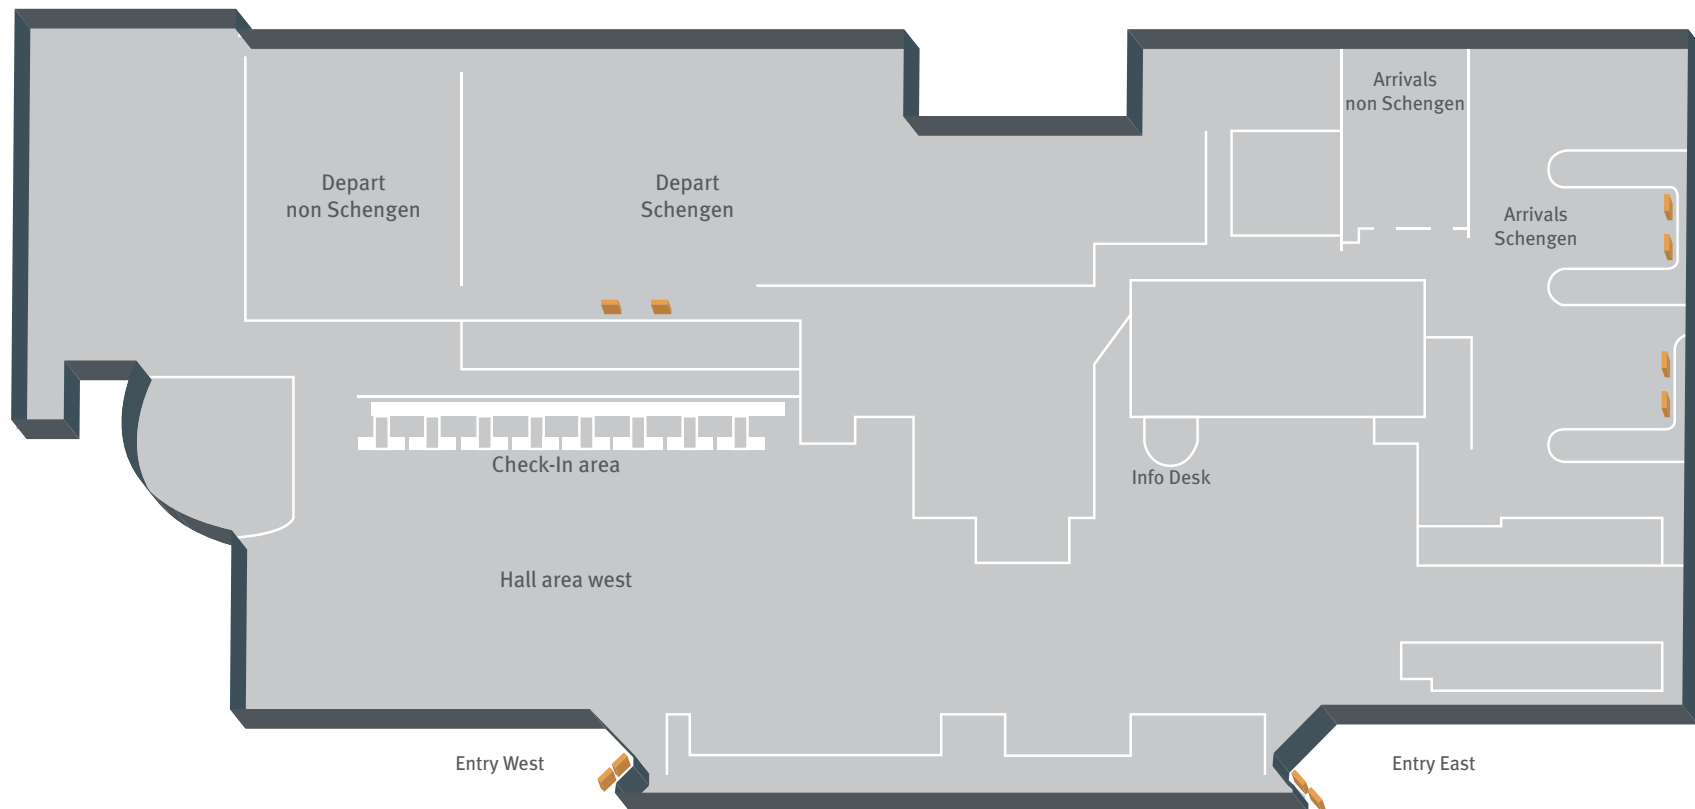 Arrivals
non Schengen
Depart
non Schengen
Depart
Schengen
Arrivals
Schengen
Check-In area
Info Desk
Hall area west
Entry West
Entry East